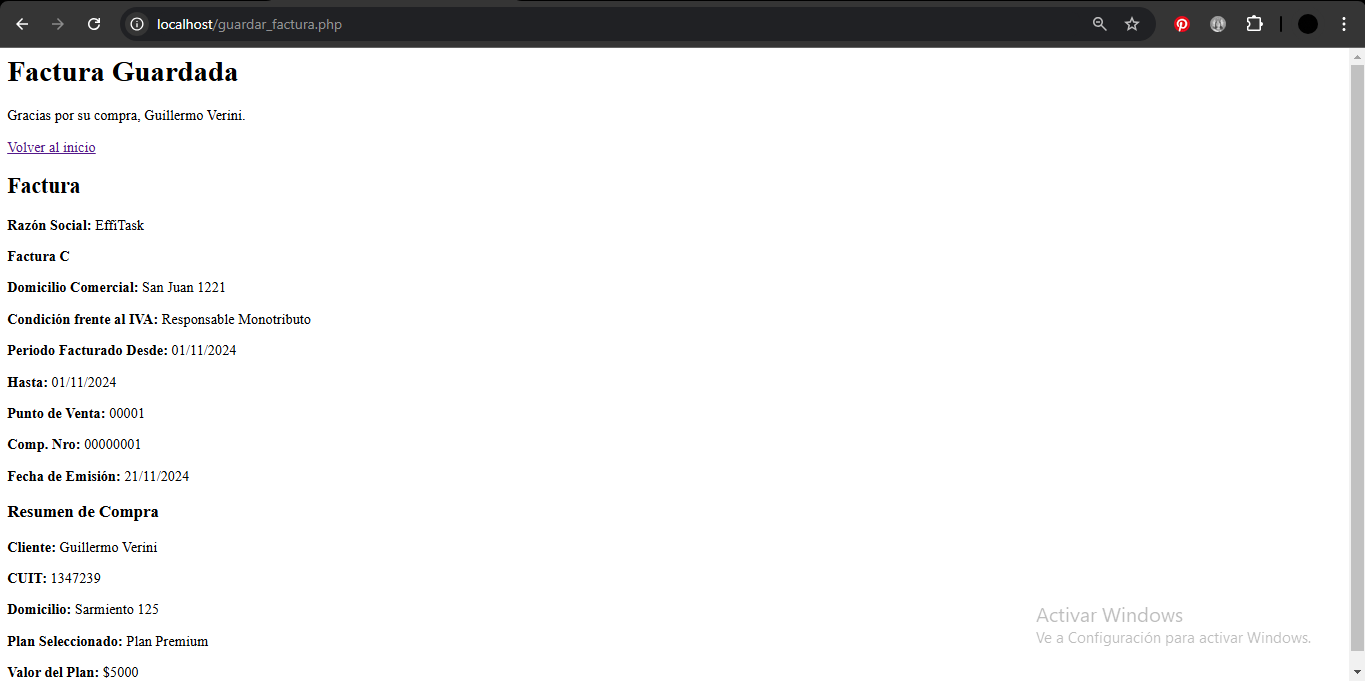 localhost/guardar_factura.php
Factura Guardada
Gracias por su compra, Guillermo Verini.
Volver al inicio
Factura
Razón Social: EffiTask
Factura C
Domicilio Comercial: San Juan 1221
Condición frente al IVA: Responsable Monotributo
Periodo Facturado Desde: 01/11/2024
Hasta: 01/11/2024
Punto de Venta: 00001
Comp. Nro: 00000001
Fecha de Emisión: 21/11/2024
Resumen de Compra
Cliente: Guillermo Verini
CUIT: 1347239
Domicilio: Sarmiento 125
Plan Seleccionado: Plan Premium
Valor del Plan: $5000
Activar Windows
Ve a Configuración para activar Windows.